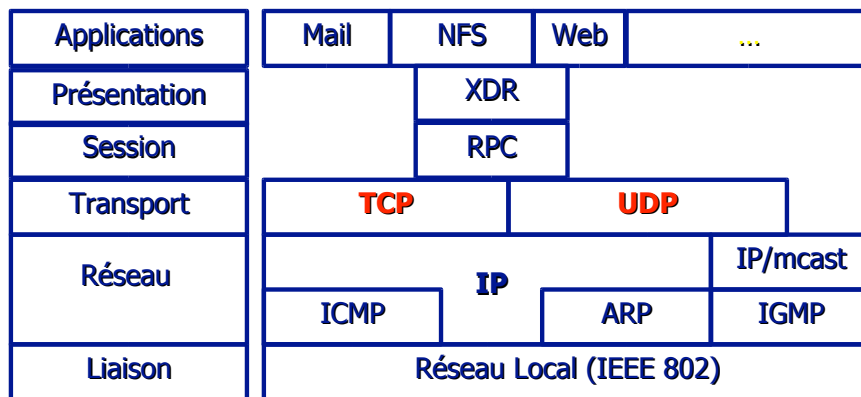 Applications Mail NFS Web ...
Présentation XDR
Session RPC
Transport TCP UDP
Réseau IP IP/mcast
ICMP ARP IGMP
Liaison Réseau Local (IEEE 802)